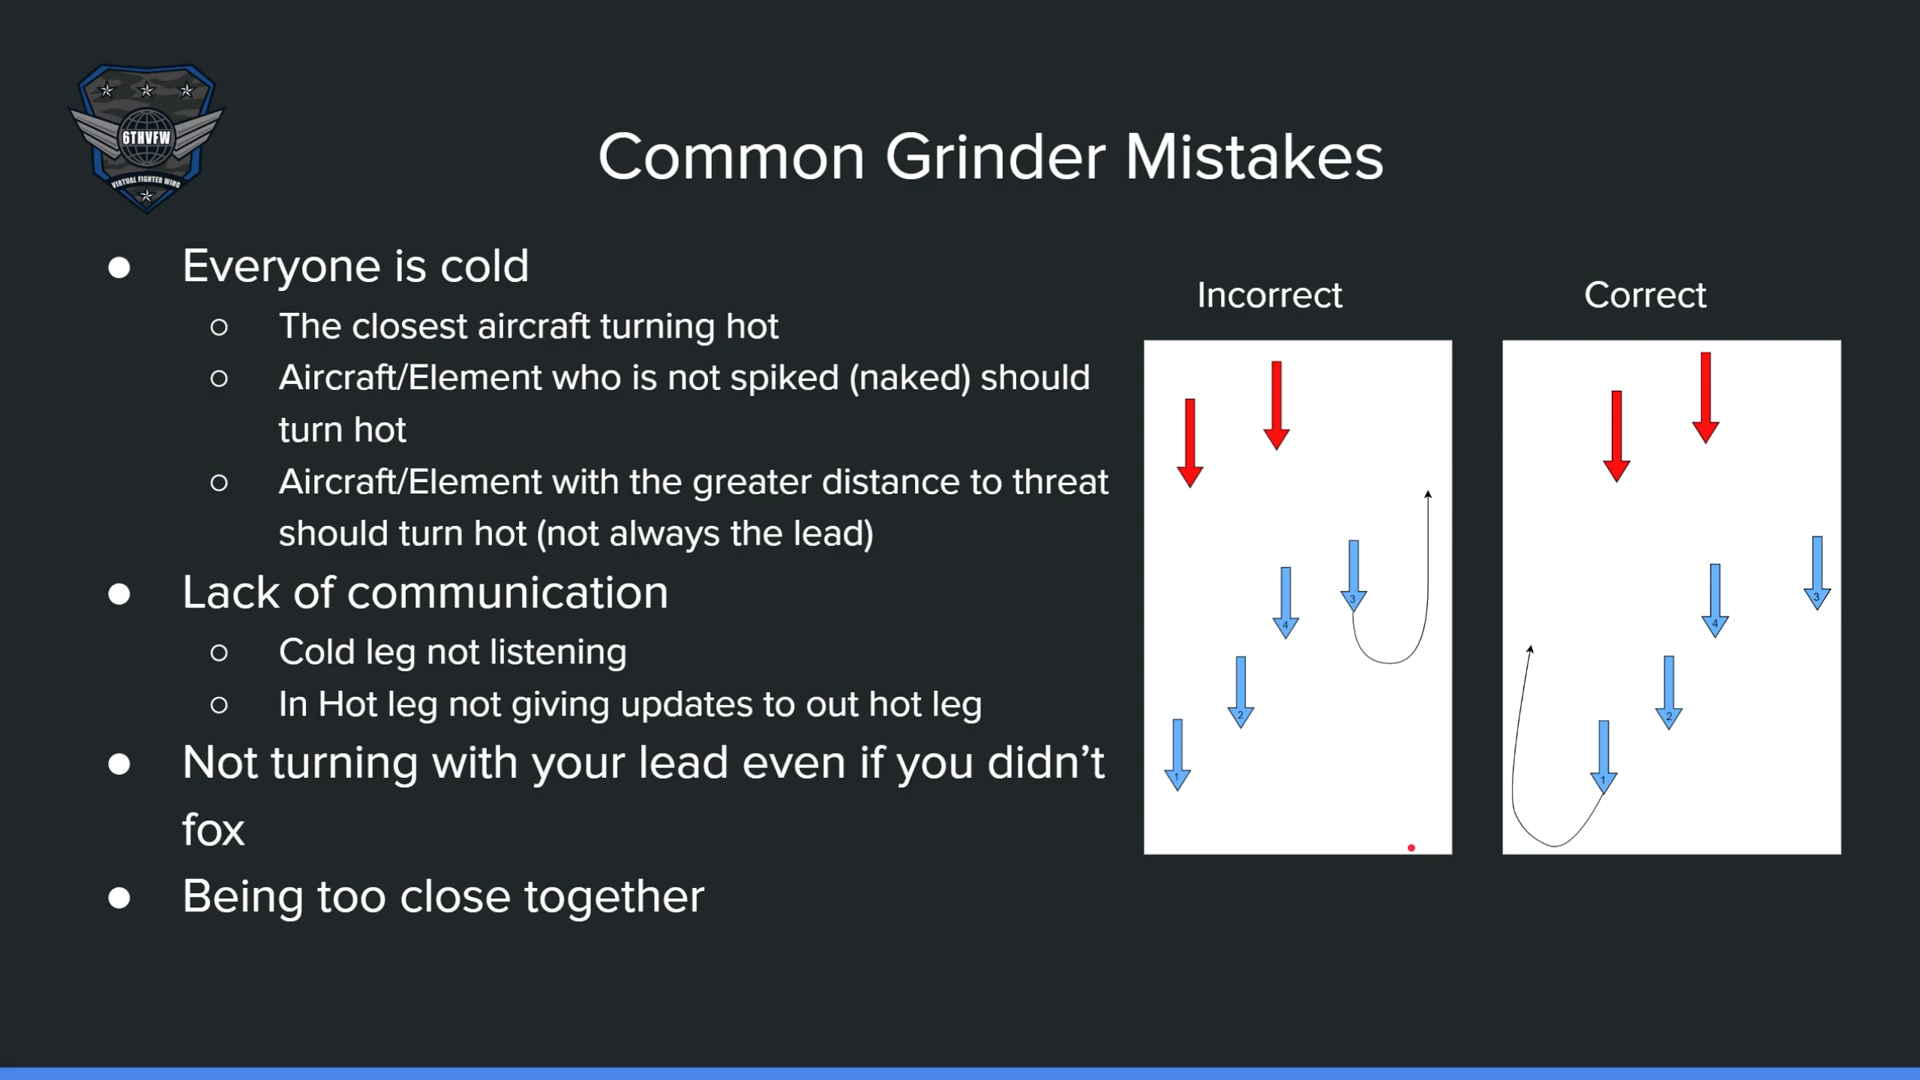 6THVFW
VIRTUAL FIGHTER WING
Common Grinder Mistakes
● Everyone is cold
○ The closest aircraft turning hot
○ Aircraft/Element who is not spiked (naked) should
turn hot
○ Aircraft/Element with the greater distance to threat
should turn hot (not always the lead)
● Lack of communication
○ Cold leg not listening
○ In Hot leg not giving updates to out hot leg
● Not turning with your lead even if you didn’t
fox
● Being too close together
Incorrect
3
4
2
1
Correct
3
4
2
1